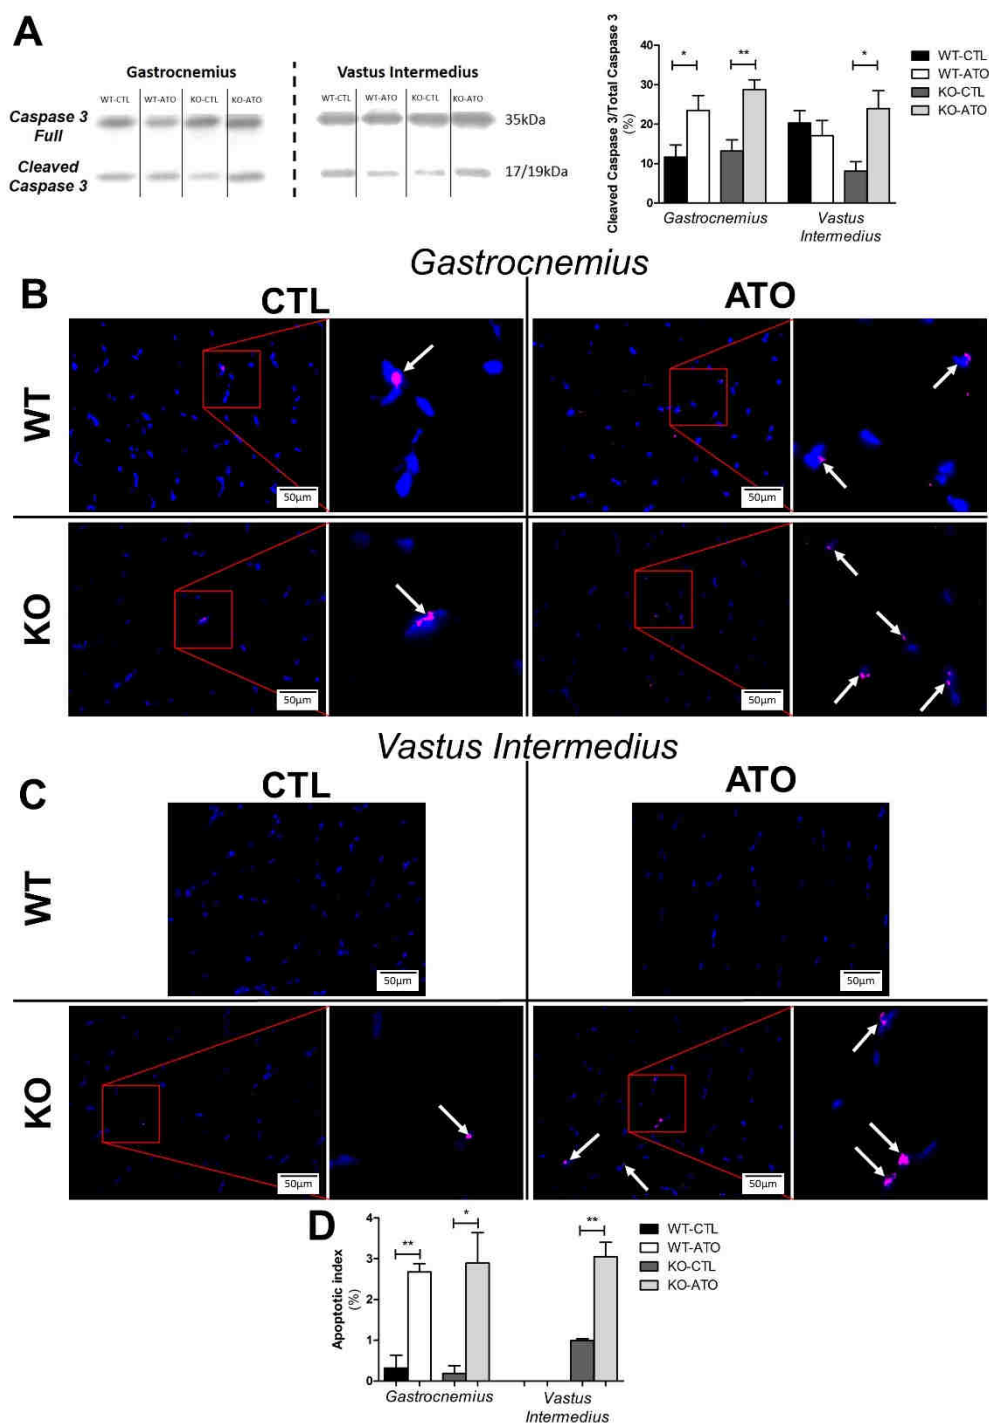 A
Gastrocnemius
Vastus Intermedius
WT-CTL WT-ATO KO-CTL KO-ATO
WT-CTL WT-ATO KO-CTL KO-ATO
Caspase 3
Full
35kDa
Cleaved
Caspase 3
17/19kDa
Cleaved Caspase 3/Total Caspase 3
(%)
40
30
20
10
0
* ** *
Gastrocnemius
Vastus
Intermedius
WT-CTL
WT-ATO
KO-CTL
KO-ATO
Gastrocnemius
B
CTL
ATO
WT
50µm
50µm
KO
50µm
50µm
Vastus Intermedius
C
CTL
ATO
WT
50µm
50µm
KO
50µm
50µm
D
Apoptotic index
(%)
4
3
2
1
0
** * **
Gastrocnemius
Vastus
Intermedius
WT-CTL
WT-ATO
KO-CTL
KO-ATO